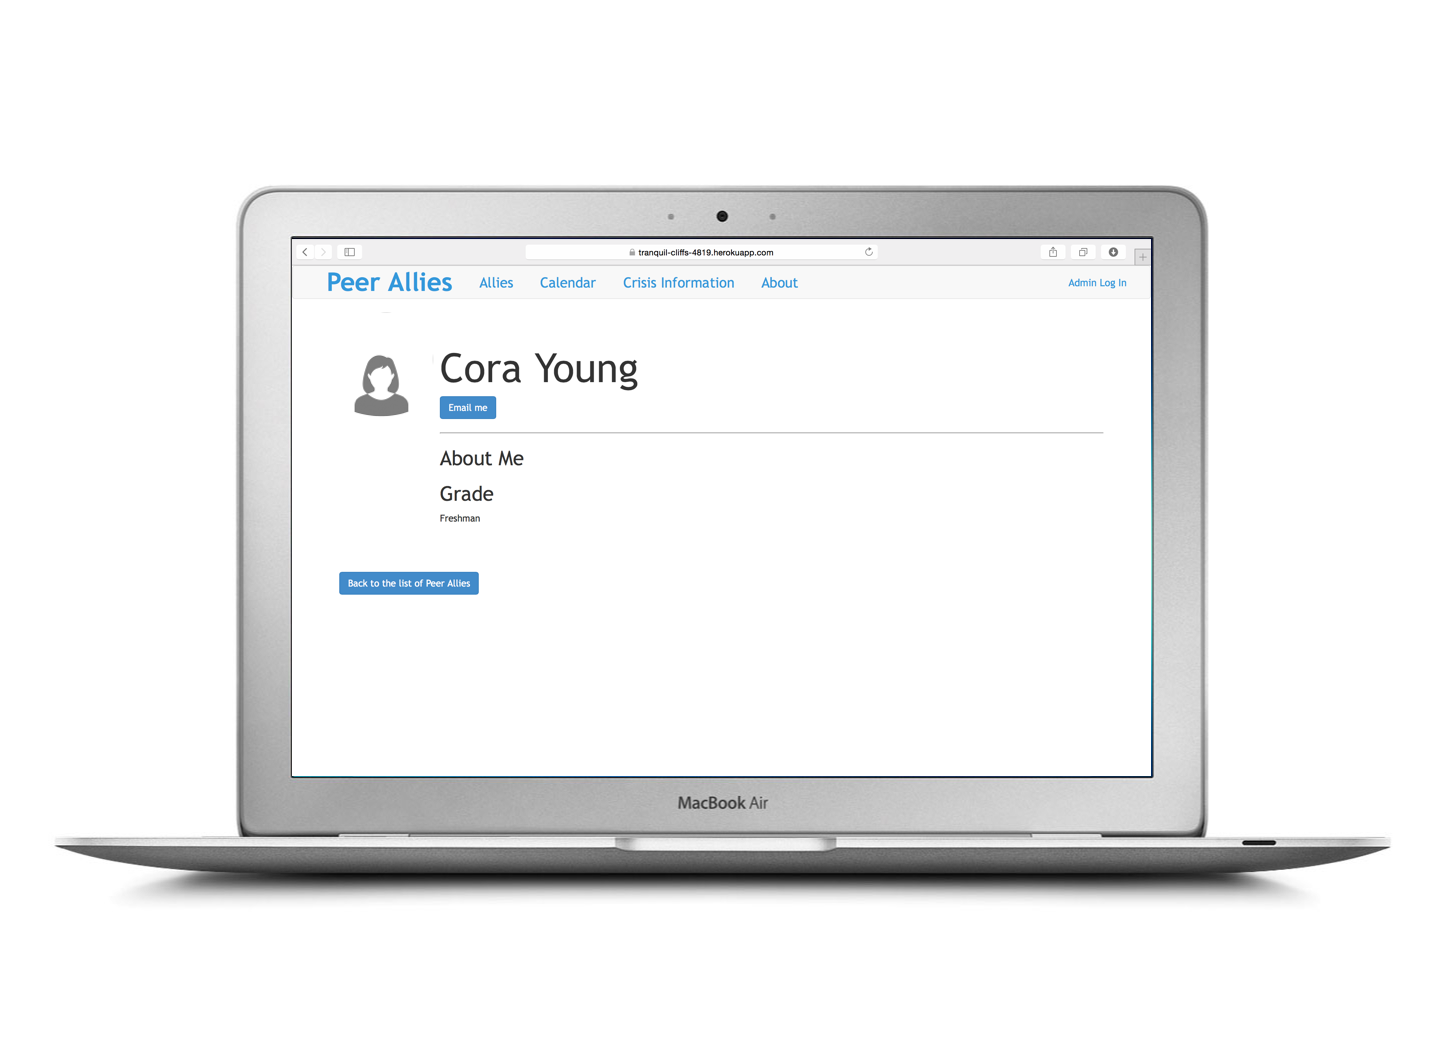 tranquil-cliffs-4819.herokuapp.com
Peer Allies Allies Calendar Crisis Information About Admin Log In
Cora Young
Email me
About Me
Grade
Freshman
Back to the list of Peer Allies
MacBook Air